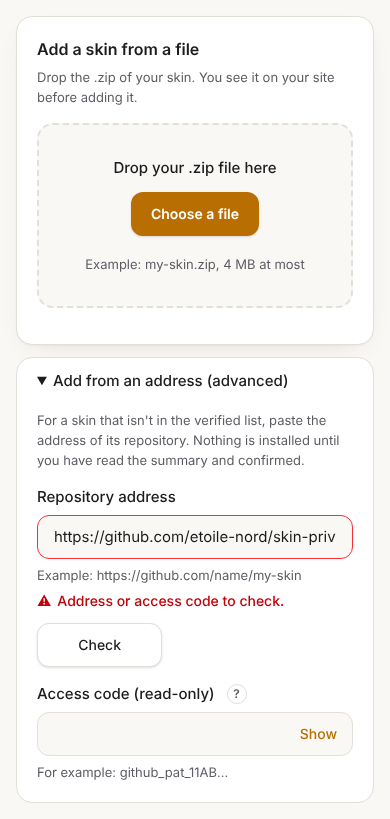 Add a skin from a file
Drop the .zip of your skin. You see it on your site
before adding it.
Drop your .zip file here
Choose a file
Example: my-skin.zip, 4 MB at most
▼ Add from an address (advanced)
For a skin that isn't in the verified list, paste the
address of its repository. Nothing is installed until
you have read the summary and confirmed.
Repository address
https://github.com/etoile-nord/skin-priv
Example: https://github.com/name/my-skin
Address or access code to check.
Check
Access code (read-only) ?
Show
For example: github_pat_11AB...